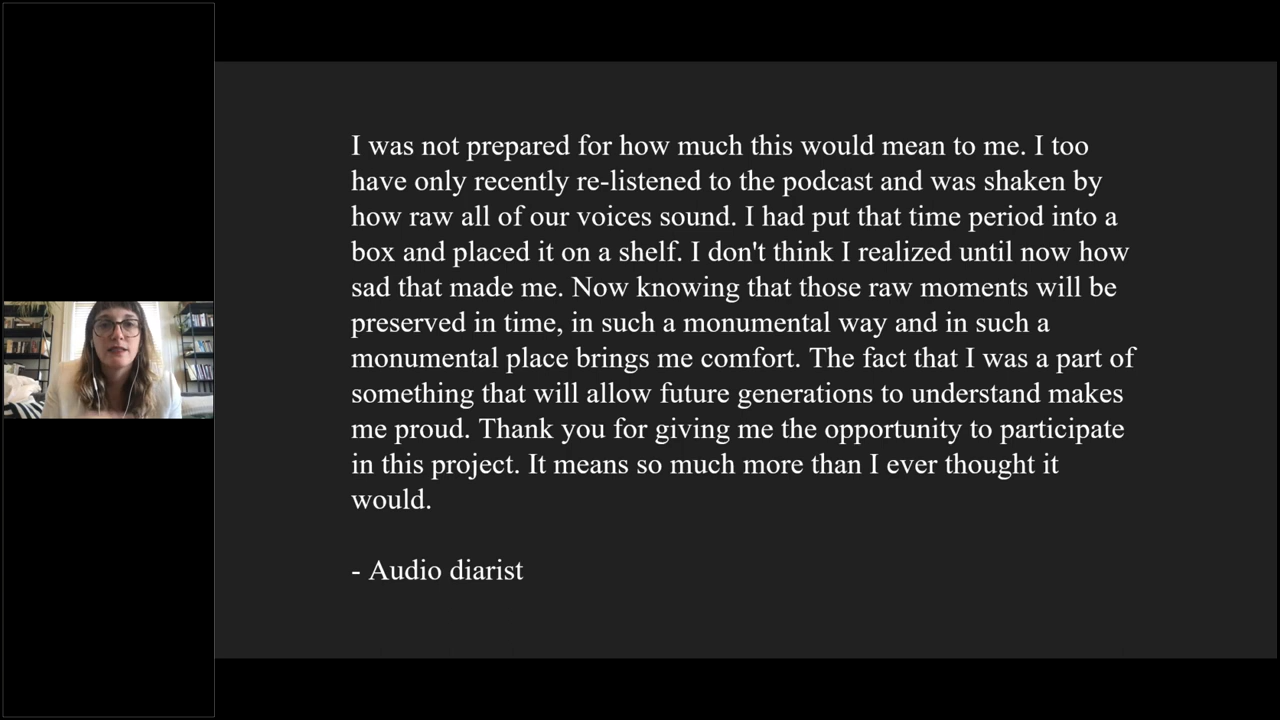 I was not prepared for how much this would mean to me. I too
have only recently re-listened to the podcast and was shaken by
how raw all of our voices sound. I had put that time period into a
box and placed it on a shelf. I don't think I realized until now how
sad that made me. Now knowing that those raw moments will be
preserved in time, in such a monumental way and in such a
monumental place brings me comfort. The fact that I was a part of
something that will allow future generations to understand makes
me proud. Thank you for giving me the opportunity to participate
in this project. It means so much more than I ever thought it
would.
- Audio diarist